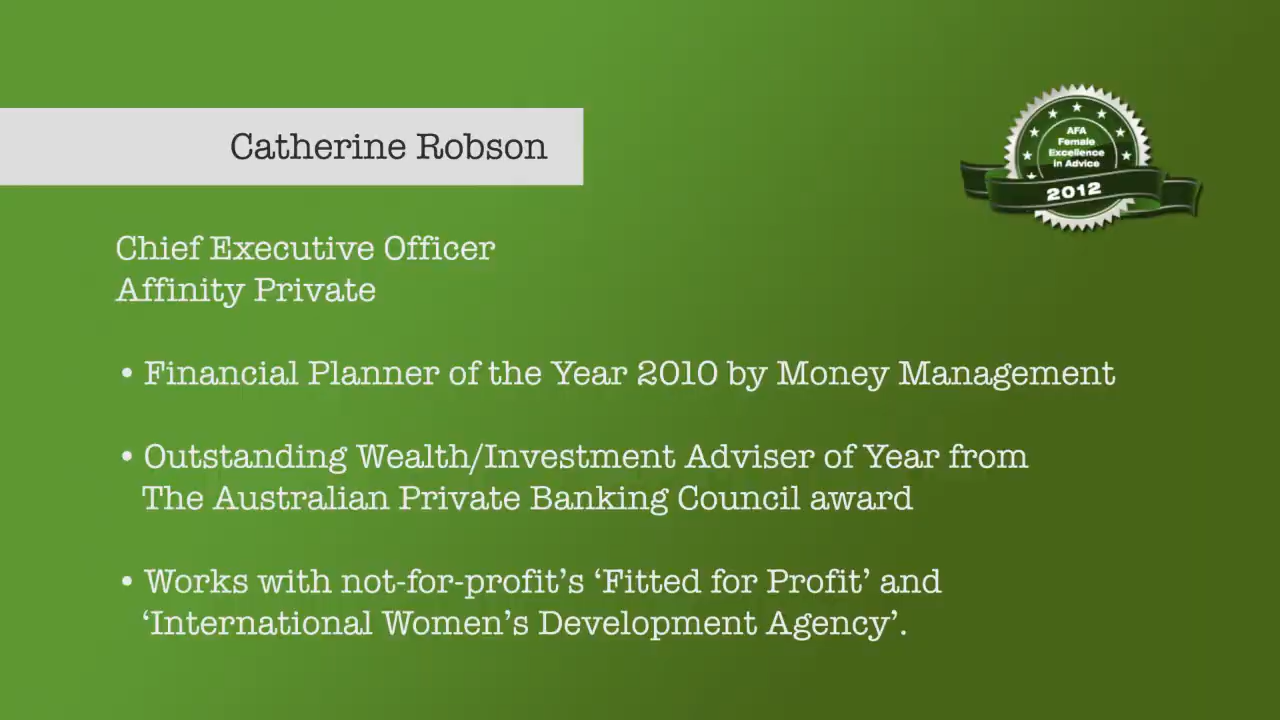 Catherine Robson
AFA
Female
Excellence
in Advice
2012
Chief Executive Officer
Affinity Private
• Financial Planner of the Year 2010 by Money Management
• Outstanding Wealth/Investment Adviser of Year from
The Australian Private Banking Council award
• Works with not-for-profit’s ‘Fitted for Profit’ and
‘International Women’s Development Agency’.